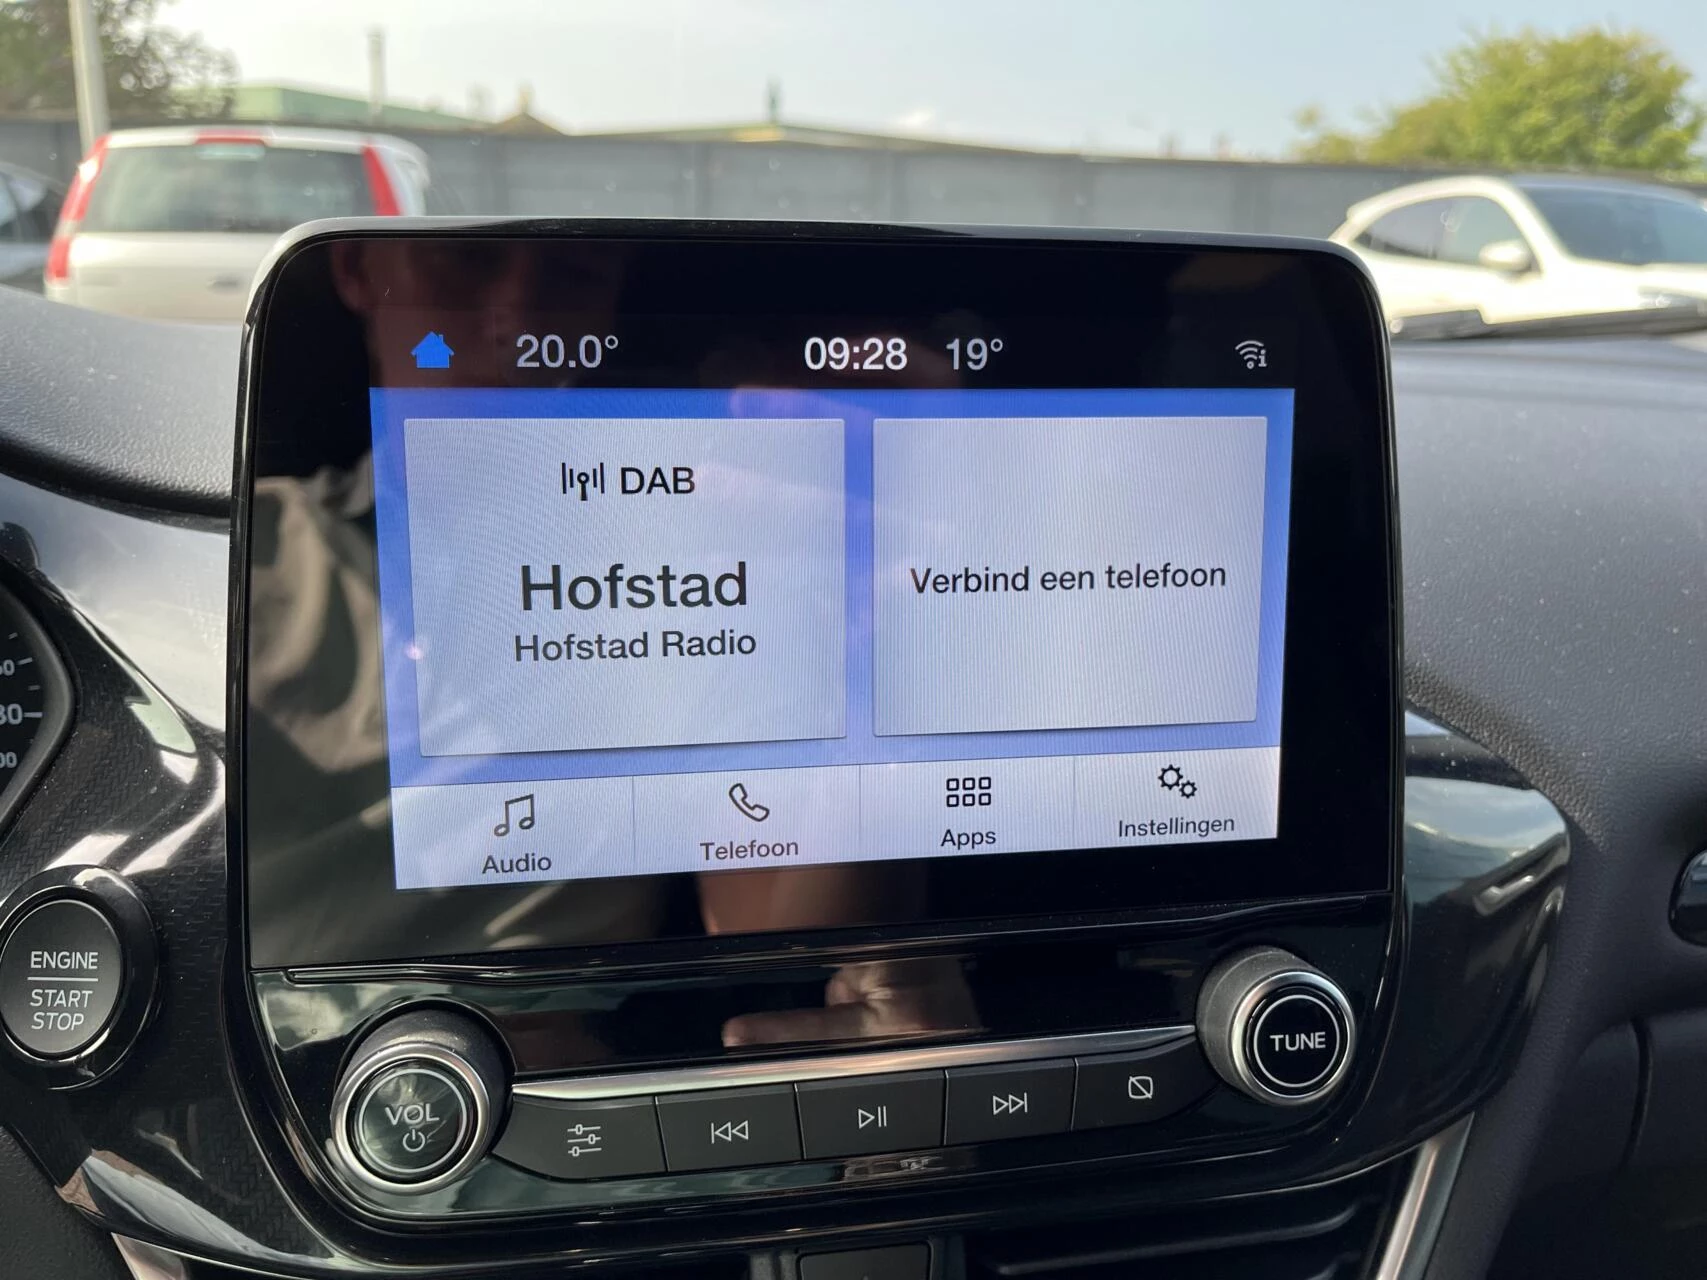 20.0° 09:28 19°
DAB
Hofstad
Hofstad Radio
Verbind een telefoon
Audio Telefoon Apps Instellingen
80
ENGINE
START
STOP
VOL
TUNE